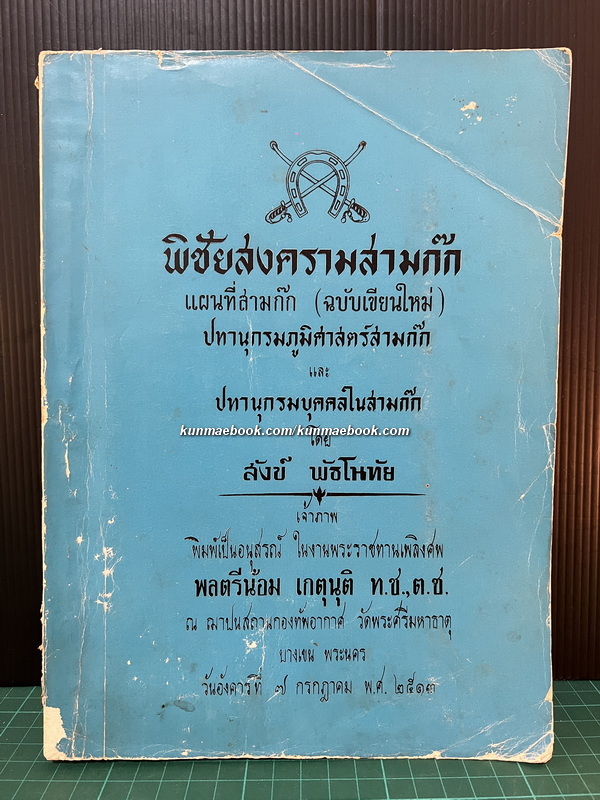 พิชัยสงครามสามก๊ก
แผนที่สามก๊ก (ฉบับเขียนใหม่)
ปทานุกรมภูมิศาสตร์สามก๊ก
และ
ปทานุกรมบุคคลในสามก๊ก
kunmaebook.com/kunmaebook.com
โดย
สังข์ พัธโนทัย
เจ้าภาพ
พิมพ์เป็นอนุสรณ์ ในงานพระราชทานเพลิงศพ
พลตรีน้อม เกตุนุติ ท.ช.,ต.ช.
ณ ฌาปนสถานกองทัพอากาศ วัดพระศรีมหาธาตุ
บางเขน พระนคร
วันอังคารที่ ๗ กรกฎาคม พ.ศ. ๒๕๑๓